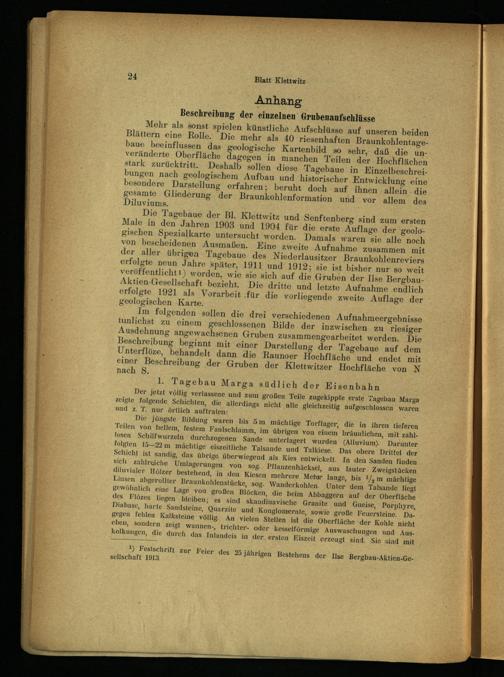 24
Blatt Klettwitz
Anhang
Beschreibung der einzelnen Grubenaufschlüsse
Mehr als sonst spielen künstliche Aufschlüsse auf unseren beiden
Blättern eine Rolle. Die mehr als 40 riesenhaften Braunkohlentage-
baue beeinflussen das geologische Kartenbild so sehr, daß die un-
veränderte Oberfläche dagegen in manchen Teilen der Hochflächen
stark zurücktritt. Deshalb sollen diese Tagebaue in Einzelbeschrei-
bungen nach geologischem Aufbau und historischer Entwicklung eine
besondere Darstellung erfahren; beruht doch auf ihnen allein die
gesamte Gliederung der Braunkohlenformation und vor allem des
Diluviums.
Die Tagebaue der Bl. Klettwitz und Senftenberg sind zum ersten
Male in den Jahren 1903 und 1904 für die erste Auflage der geolo-
gischen Spezialkarte untersucht worden. Damals waren sie alle noch
von bescheidenen Ausmaßen. Eine zweite Aufnahme zusammen mit
der aller übrigen Tagebaue des Niederlausitzer Braunkohlenreviers
erfolgte neun Jahre später, 1911 und 1912; sie ist bisher nur so weit
veröffentlicht¹) worden, wie sie sich auf die Gruben der Ilse Bergbau-
Aktien-Gesellschaft bezieht. Die dritte und letzte Aufnahme endlich
erfolgte 1921 als Vorarbeit für die vorliegende zweite Auflage der
geologischen Karte.
Im folgenden sollen die drei verschiedenen Aufnahmeergebnisse
tunlichst zu einem geschlossenen Bilde der inzwischen zu riesiger
Ausdehnung angewachsenen Gruben zusammengearbeitet werden. Die
Beschreibung beginnt mit einer Darstellung der Tagebaue auf dem
Unterflöze, behandelt dann die Raunoer Hochfläche und endet mit
einer Beschreibung der Gruben der Klettwitzer Hochfläche von N
nach S.
1. Tagebau Marga südlich der Eisenbahn
Der jetzt völlig verlassene und zum großen Teile zugekippte erste Tagebau Marga
zeigte folgende Schichten, die allerdings nicht alle gleichzeitig aufgeschlossen waren
und z. T. nur örtlich auftraten:
Die jüngste Bildung waren bis 5 m mächtige Torflager, die in ihren tieferen
Teilen von hellem, festem Faulschlamm, im übrigen von einem bräunlichen, mit zahl-
losen Schilfwurzeln durchzogenen Sande unterlagert wurden (Alluvium). Darunter
folgten 15—22 m mächtige eiszeitliche Talsande und Talkiese. Das obere Drittel der
Schicht ist sandig, das übrige überwiegend als Kies entwickelt. In den Sanden finden
sich zahlreiche Umlagerungen von sog. Pflanzenhäcksel, aus lauter Zweigstücken
diluvialer Hölzer bestehend, in den Kiesen mehrere Meter lange, bis ½ m mächtige
Linsen abgerollter Braunkohlenstücke, sog. Wanderkohlen. Unter dem Talsande liegt
gewöhnlich eine Lage von großen Blöcken, die beim Abbaggern auf der Oberfläche
des Flözes liegen bleiben; es sind skandinavische Granite und Gneise, Porphyre,
Diabase, harte Sandsteine, Quarzite und Konglomerate, sowie große Feuersteine. Da-
gegen fehlen Kalksteine völlig. An vielen Stellen ist die Oberfläche der Kohle nicht
eben, sondern zeigt wannen-, trichter- oder kesselförmige Auswaschungen und Aus-
kolkungen, die durch das Inlandeis in der ersten Eiszeit erzeugt sind. Sie sind mit
¹) Festschrift zur Feier des 25 jährigen Bestehens der Ilse Bergbau-Aktien-Ge-
sellschaft 1913.